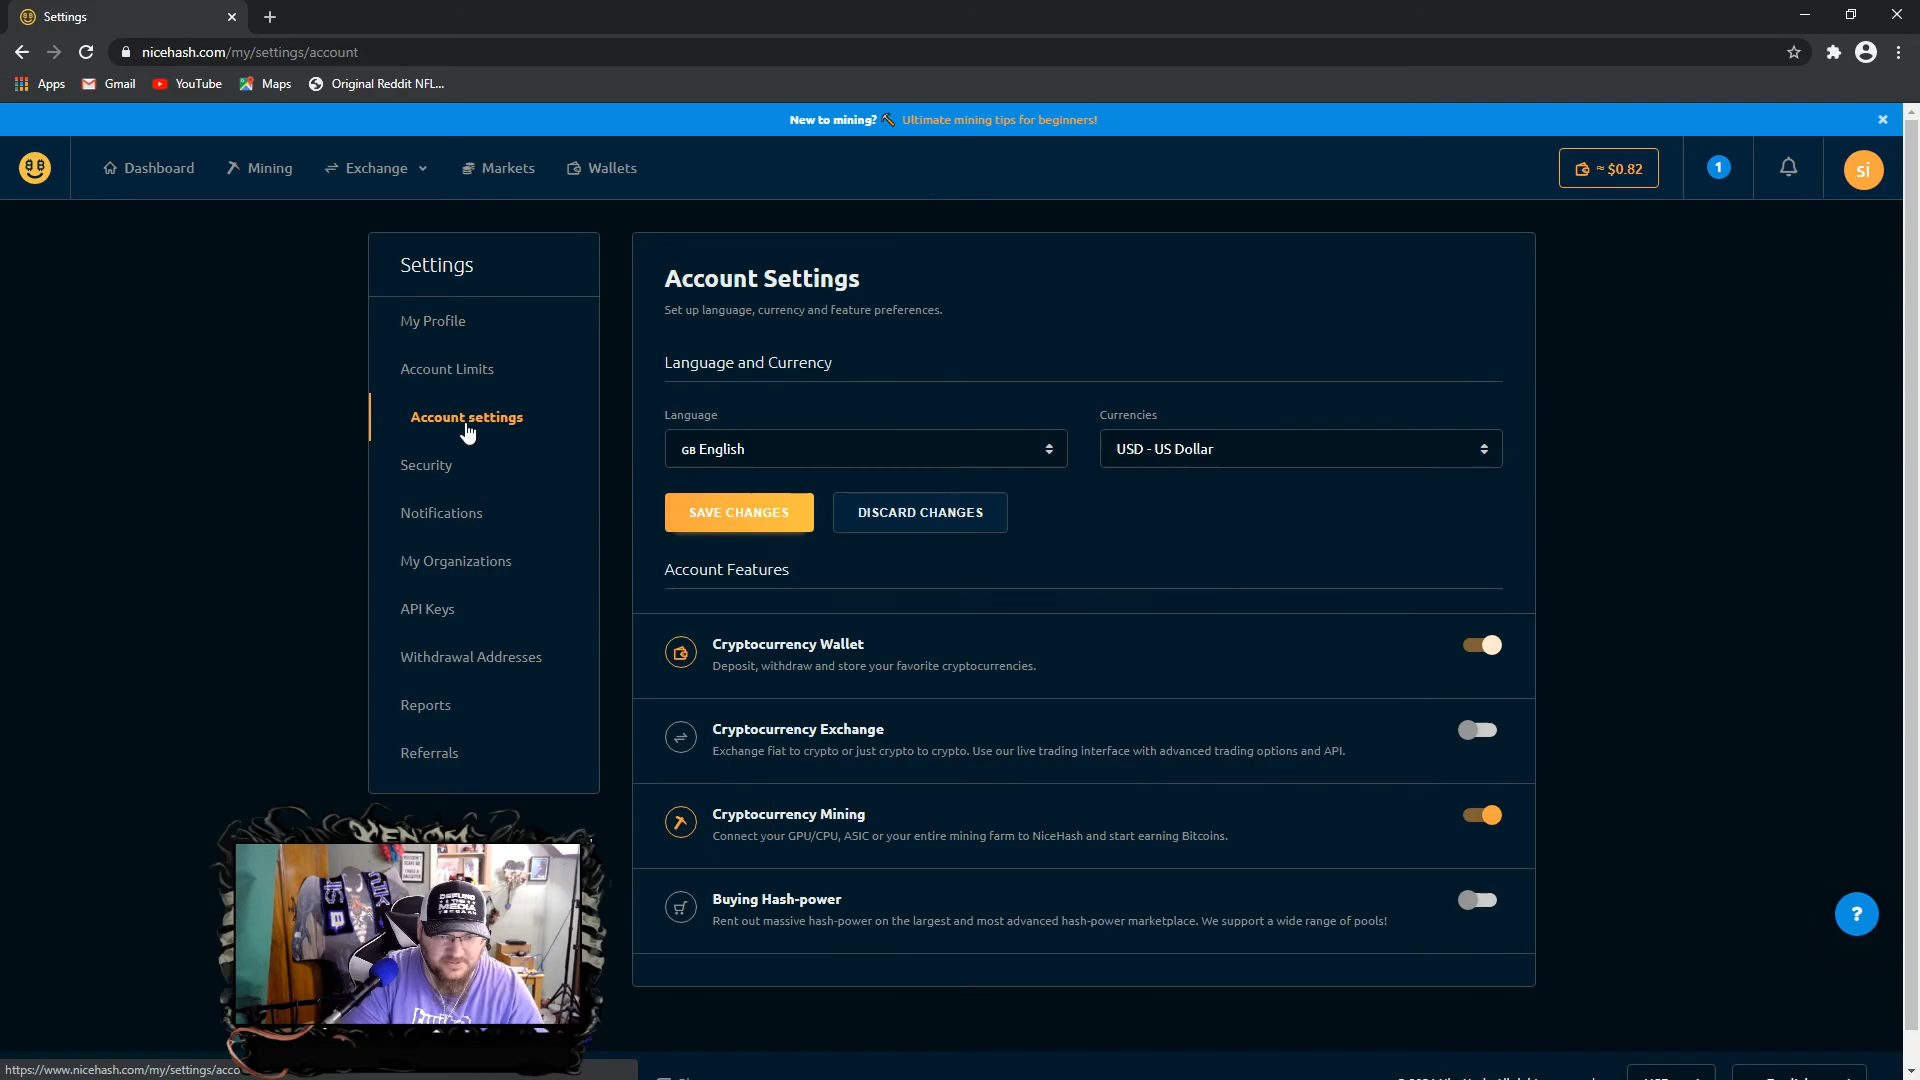 Settings
nicehash.com/my/settings/account
Apps
Gmail
YouTube
Maps
Original Reddit NFL...
New to mining? Ultimate mining tips for beginners!
Dashboard
Mining
Exchange
Markets
Wallets
≈ $0.82
1
si
Settings
My Profile
Account Limits
Account settings
Security
Notifications
My Organizations
API Keys
Withdrawal Addresses
Reports
Referrals
Account Settings
Set up language, currency and feature preferences.
Language and Currency
Language
Currencies
GB English
USD - US Dollar
SAVE CHANGES
DISCARD CHANGES
Account Features
Cryptocurrency Wallet
Deposit, withdraw and store your favorite cryptocurrencies.
Cryptocurrency Exchange
Exchange fiat to crypto or just crypto to crypto. Use our live trading interface with advanced trading options and API.
Cryptocurrency Mining
Connect your GPU/CPU, ASIC or your entire mining farm to NiceHash and start earning Bitcoins.
Buying Hash-power
Rent out massive hash-power on the largest and most advanced hash-power marketplace. We support a wide range of pools!
?
VENOM
DEFUND
THE
MEDIA
https://www.nicehash.com/my/settings/acco